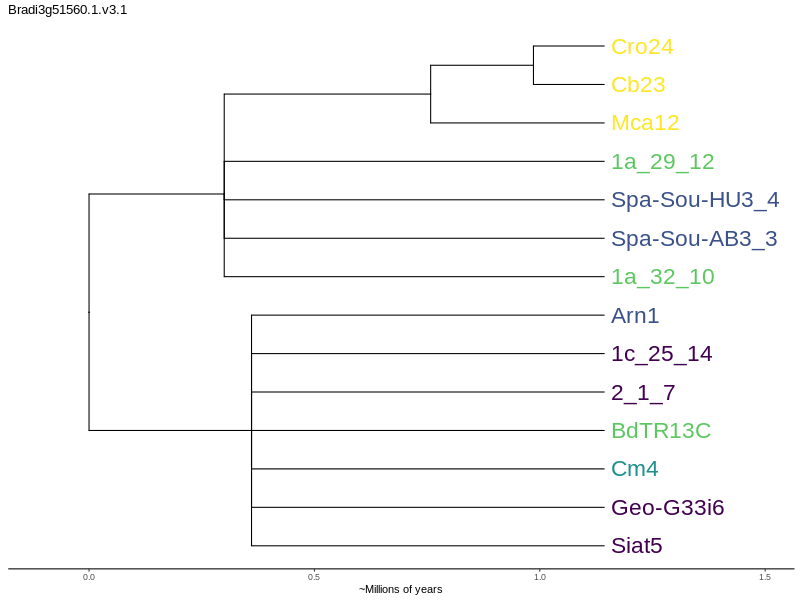 Bradi3g51560.1.v3.1
Cro24
Cb23
Mca12
1a_29_12
Spa-Sou-HU3_4
Spa-Sou-AB3_3
1a_32_10
Arn1
1c_25_14
2_1_7
BdTR13C
Cm4
Geo-G33i6
Siat5
0.0 0.5 1.0 1.5
~Millions of years